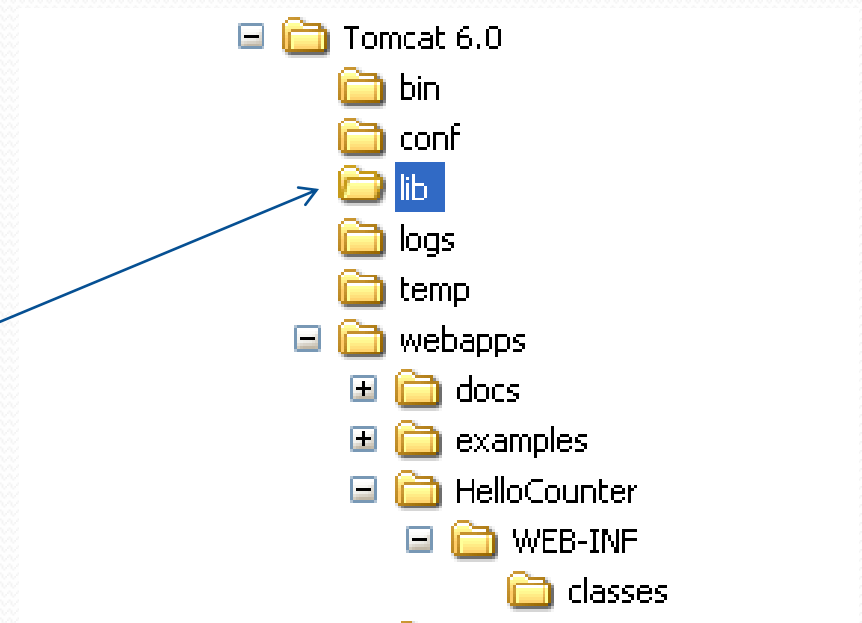 Tomcat 6.0
bin
conf
lib
logs
temp
webapps
docs
examples
HelloCounter
WEB-INF
classes